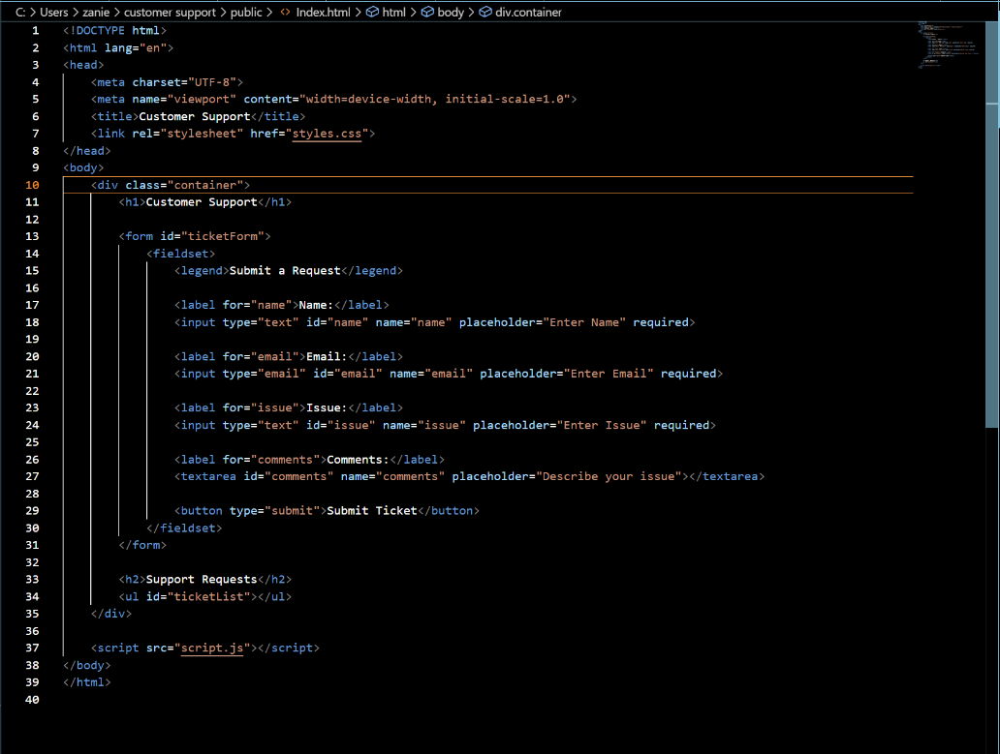 C: > Users > zanie > customer support > public > <> Index.html > html > body > div.container
1 <!DOCTYPE html>
2 <html lang="en">
3 <head>
4     <meta charset="UTF-8">
5     <meta name="viewport" content="width=device-width, initial-scale=1.0">
6     <title>Customer Support</title>
7     <link rel="stylesheet" href="styles.css">
8 </head>
9 <body>
10     <div class="container">
11         <h1>Customer Support</h1>
12
13         <form id="ticketForm">
14             <fieldset>
15                 <legend>Submit a Request</legend>
16
17                 <label for="name">Name:</label>
18                 <input type="text" id="name" name="name" placeholder="Enter Name" required>
19
20                 <label for="email">Email:</label>
21                 <input type="email" id="email" name="email" placeholder="Enter Email" required>
22
23                 <label for="issue">Issue:</label>
24                 <input type="text" id="issue" name="issue" placeholder="Enter Issue" required>
25
26                 <label for="comments">Comments:</label>
27                 <textarea id="comments" name="comments" placeholder="Describe your issue"></textarea>
28
29                 <button type="submit">Submit Ticket</button>
30             </fieldset>
31         </form>
32
33         <h2>Support Requests</h2>
34         <ul id="ticketList"></ul>
35     </div>
36
37     <script src="script.js"></script>
38 </body>
39 </html>
40